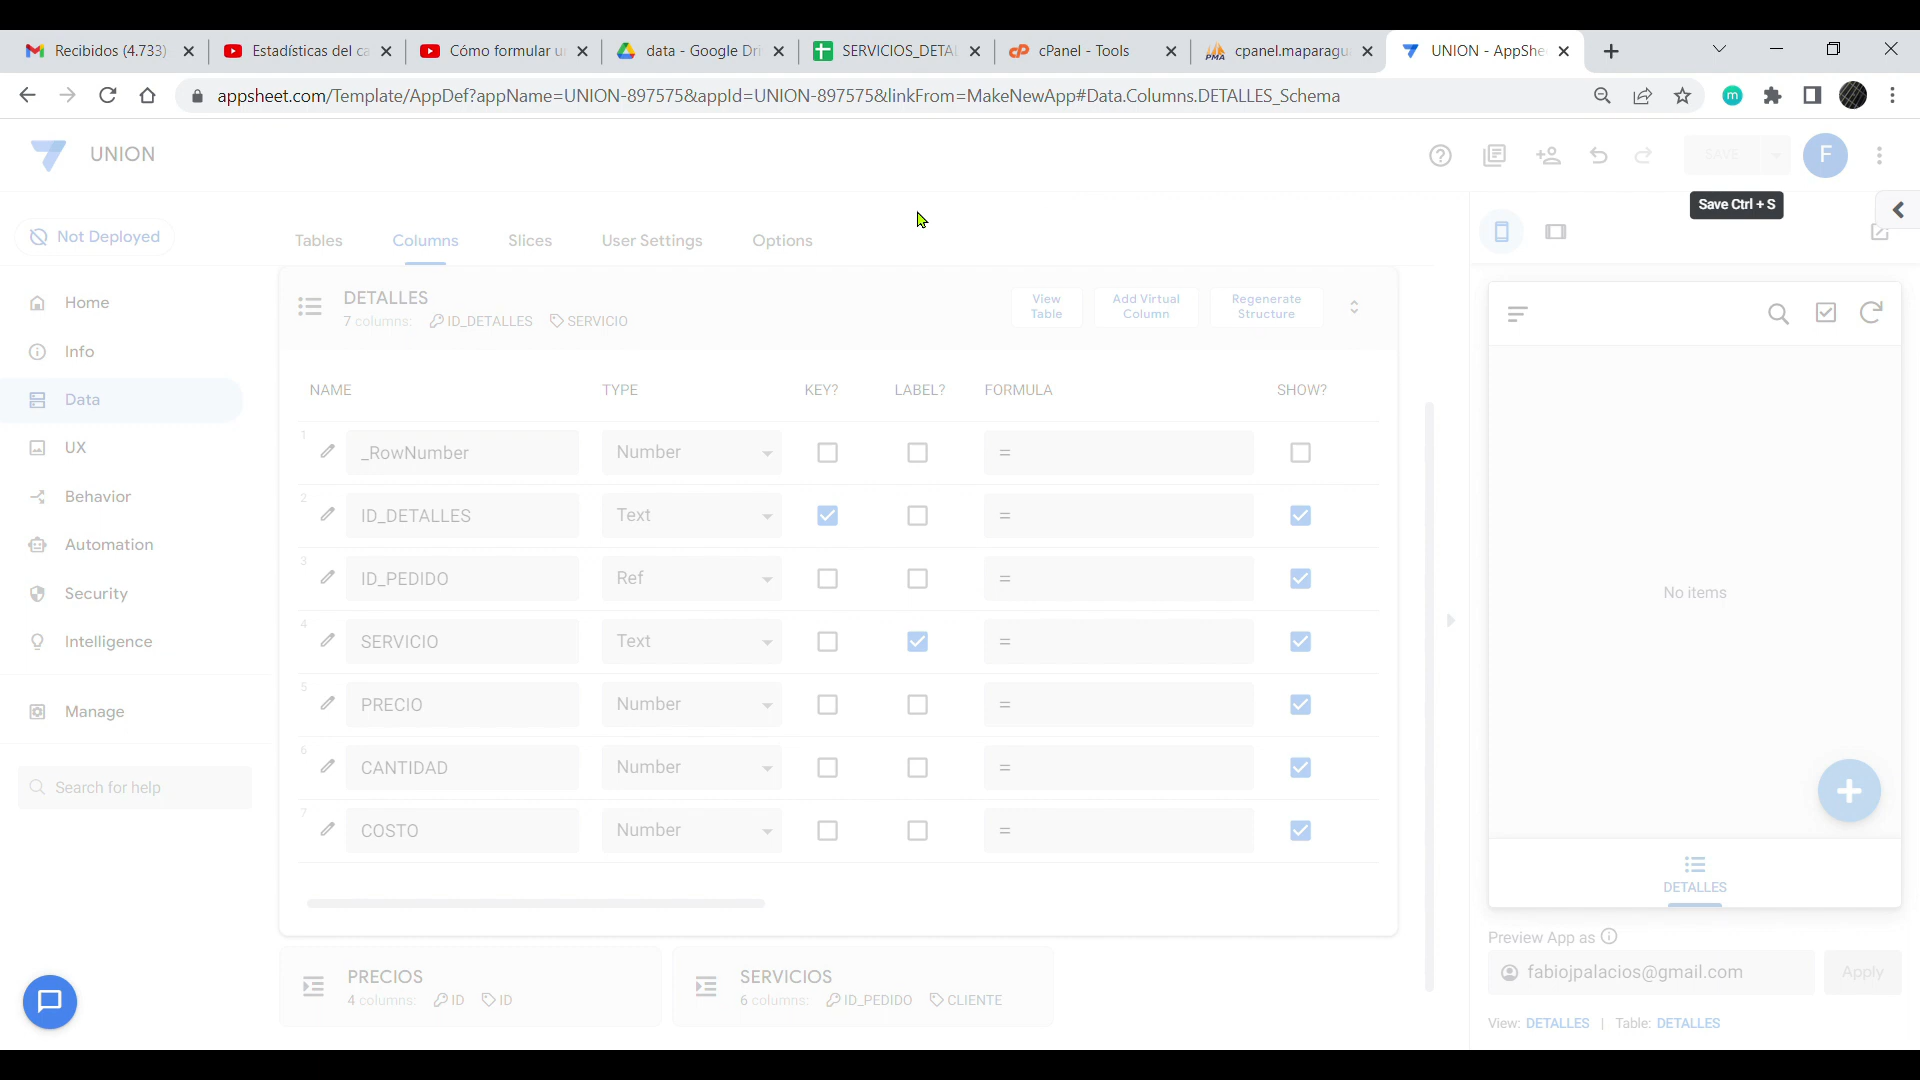 Recibidos (4.733)
Estadísticas del ca
Cómo formular u
data - Google Dri
SERVICIOS_DETAL
cPanel - Tools
PMA
cpanel.maparagu
UNION - AppShe
appsheet.com/Template/AppDef?appName=UNION-897575&appId=UNION-897575&linkFrom=MakeNewApp#Data.Columns.DETALLES_Schema
m
UNION
SAVE
F
Save Ctrl + S
Not Deployed
Tables
Columns
Slices
User Settings
Options
Home
Info
Data
UX
Behavior
Automation
Security
Intelligence
Manage
Search for help
DETALLES
7 columns: ID_DETALLES SERVICIO
View
Table
Add Virtual
Column
Regenerate
Structure
NAME TYPE KEY? LABEL? FORMULA SHOW?
1 _RowNumber Number =
2 ID_DETALLES Text =
3 ID_PEDIDO Ref =
4 SERVICIO Text =
5 PRECIO Number =
6 CANTIDAD Number =
7 COSTO Number =
PRECIOS
4 columns: ID ID
SERVICIOS
6 columns: ID_PEDIDO CLIENTE
No items
DETALLES
Preview App as
fabiojpalacios@gmail.com
Apply
View: DETALLES | Table: DETALLES